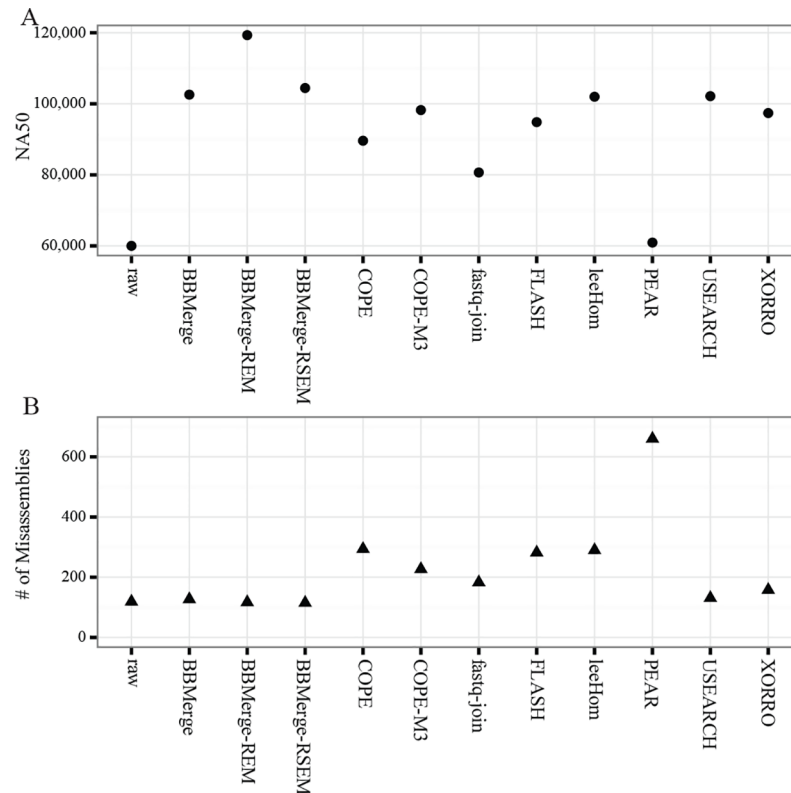 A
NA50
120,000
100,000
80,000
60,000
raw
BBMerge
BBMerge-REM
BBMerge-RSEM
COPE
COPE-M3
fastq-join
FLASH
leeHom
PEAR
USEARCH
XORRO
B
# of Misassemblies
600
400
200
0
raw
BBMerge
BBMerge-REM
BBMerge-RSEM
COPE
COPE-M3
fastq-join
FLASH
leeHom
PEAR
USEARCH
XORRO